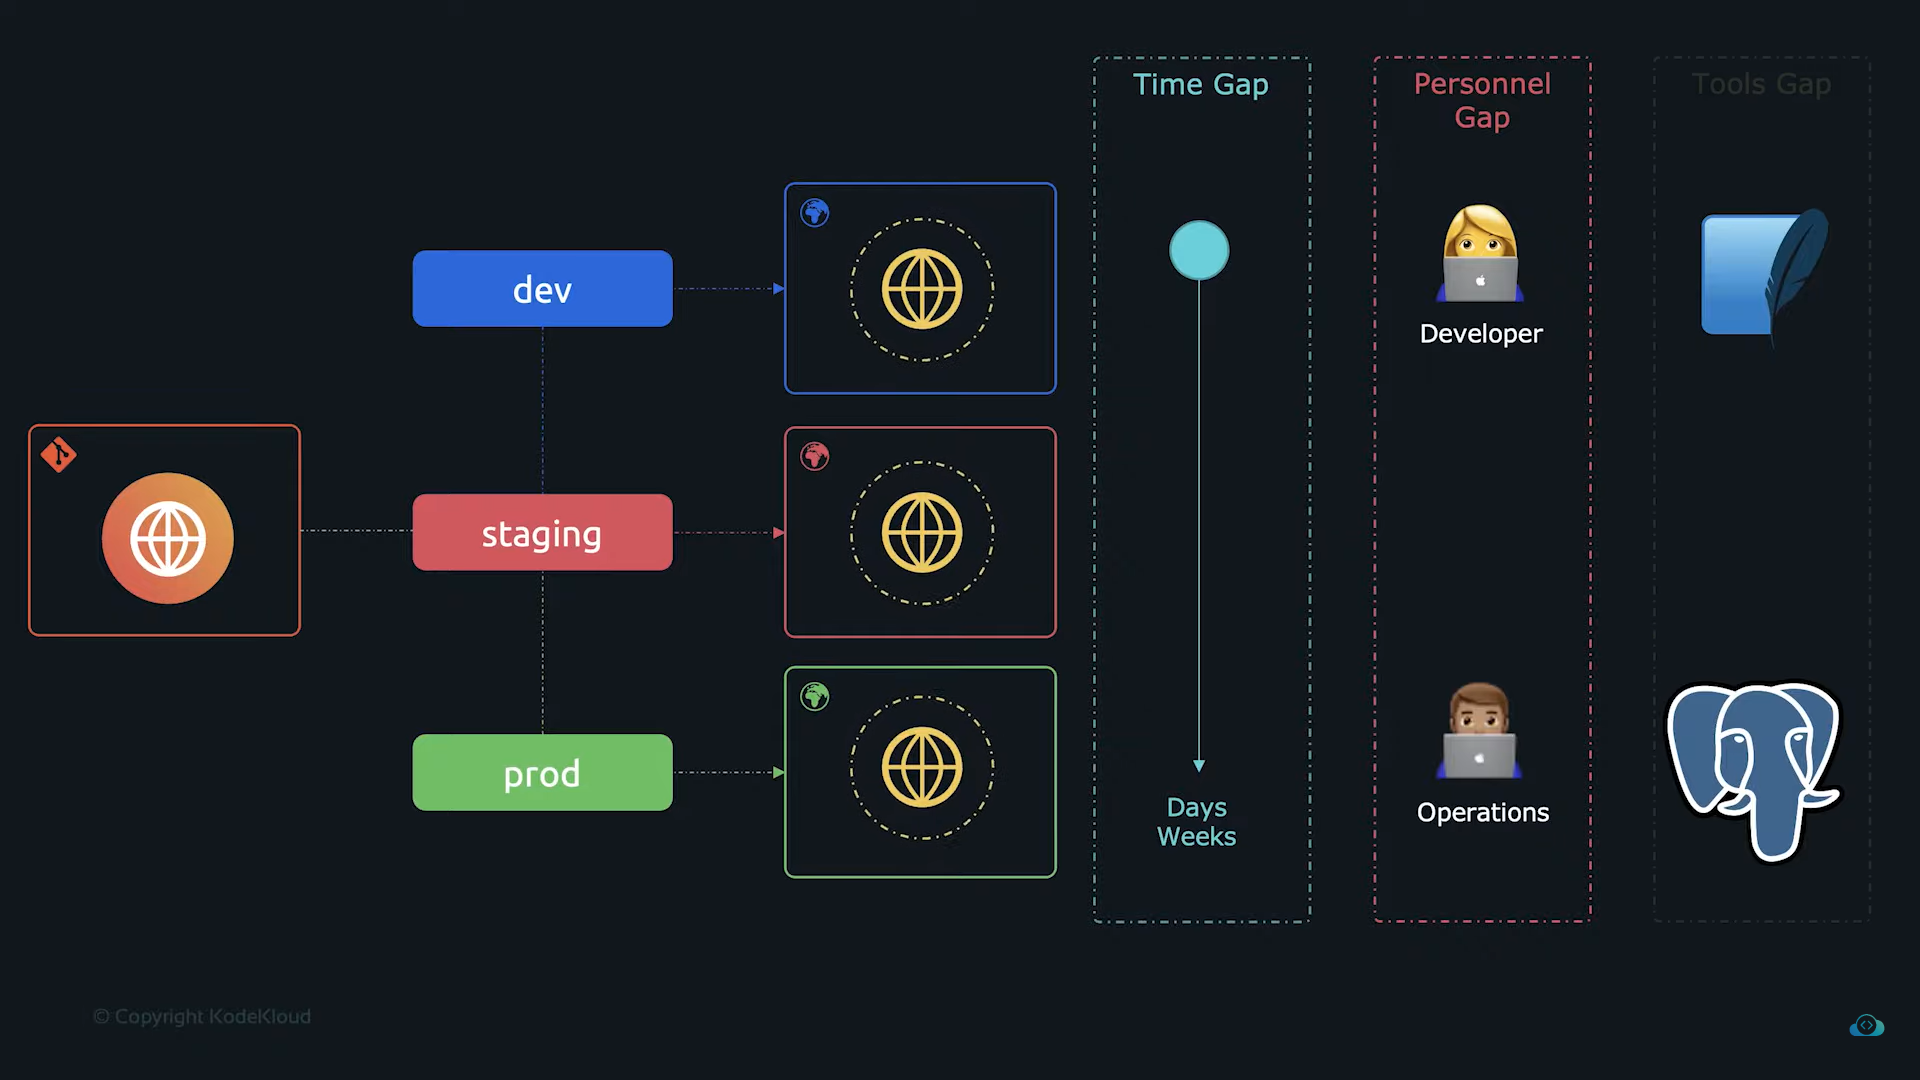 Time Gap
Personnel
Gap
Tools Gap
dev
Developer
staging
prod
Days
Weeks
Operations
© Copyright KodeKloud